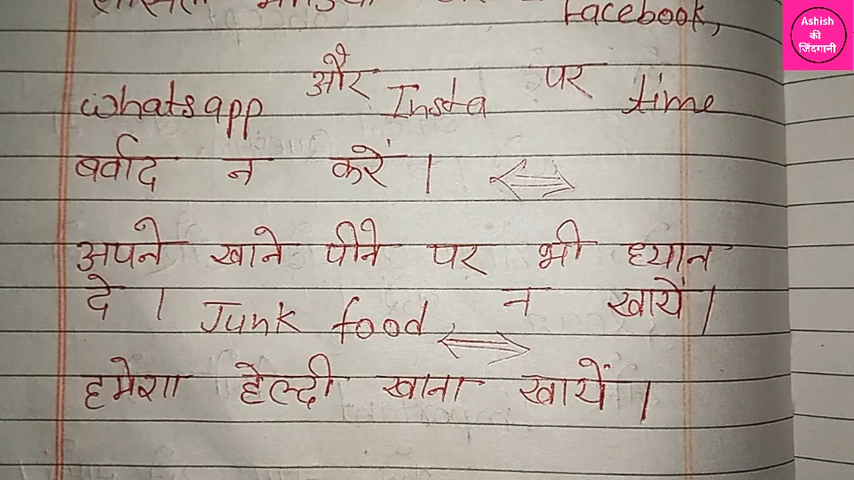 Facebook,
whatsapp और Insta पर time
बर्वाद न करें ।
अपने खाने पीने पर भी ध्यान
दे । Junk food न खायें।
हमेशा हेल्दी खाना खायें ।
Ashish
की
जिंदगानी